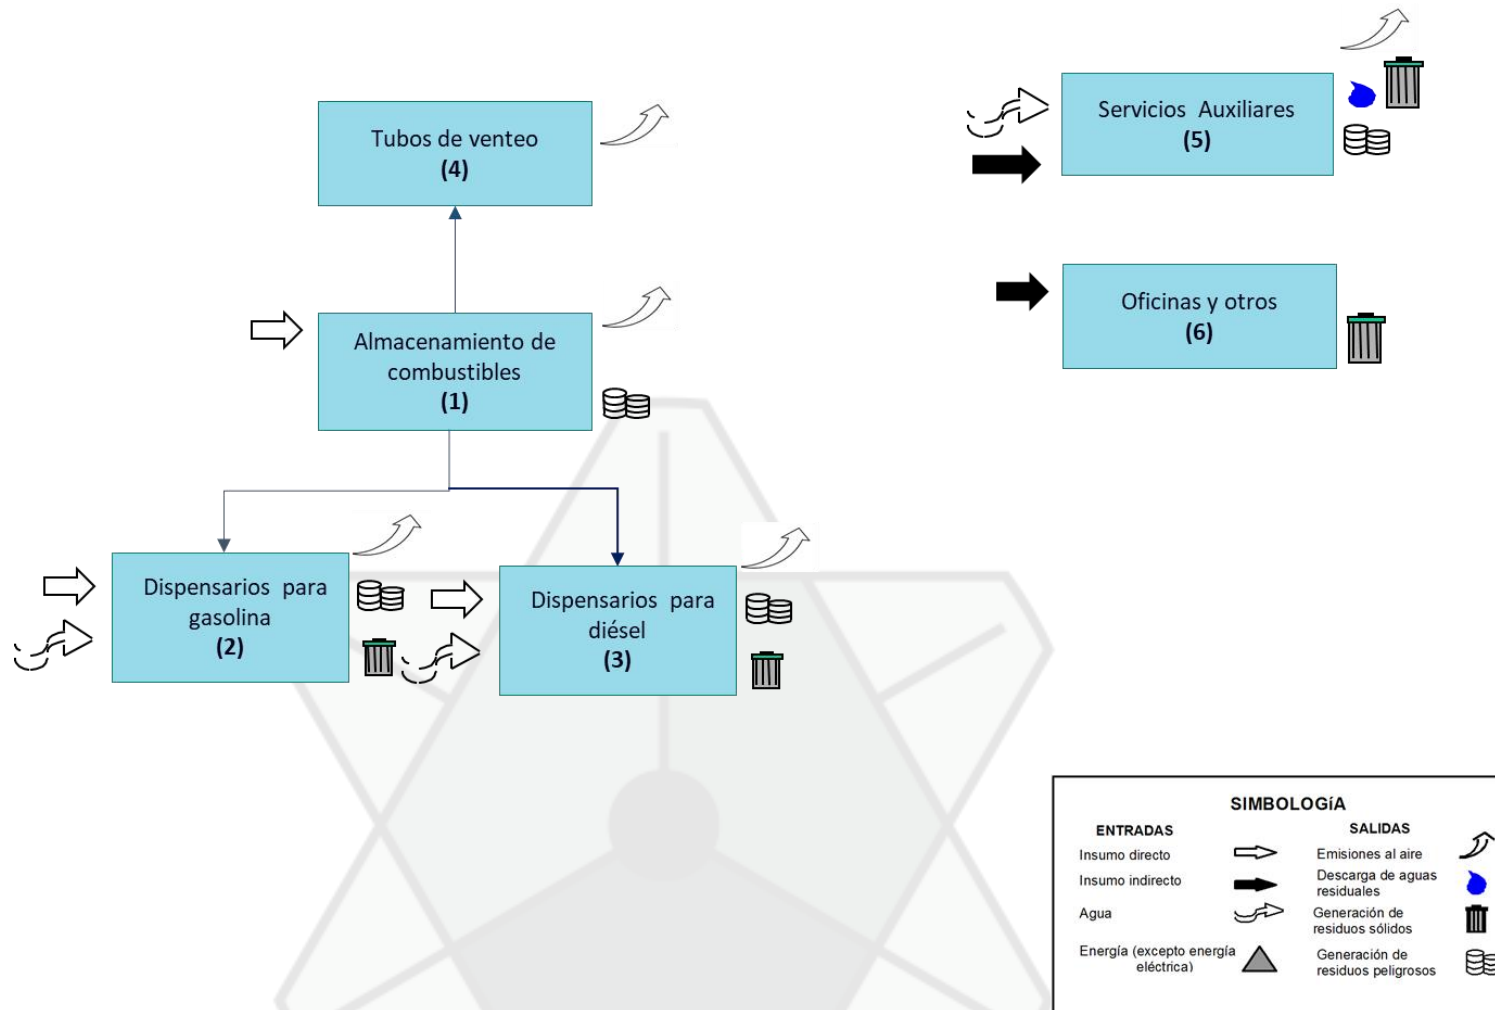 Tubos de venteo
(4)
Servicios Auxiliares
(5)
Almacenamiento de
combustibles
(1)
Oficinas y otros
(6)
Dispensarios para
gasolina
(2)
Dispensarios para
diésel
(3)
SIMBOLOGíA
ENTRADAS
SALIDAS
Insumo directo
Emisiones al aire
Insumo indirecto
Descarga de aguas
residuales
Agua
Generación de
residuos sólidos
Energía (excepto energía
eléctrica)
Generación de
residuos peligrosos